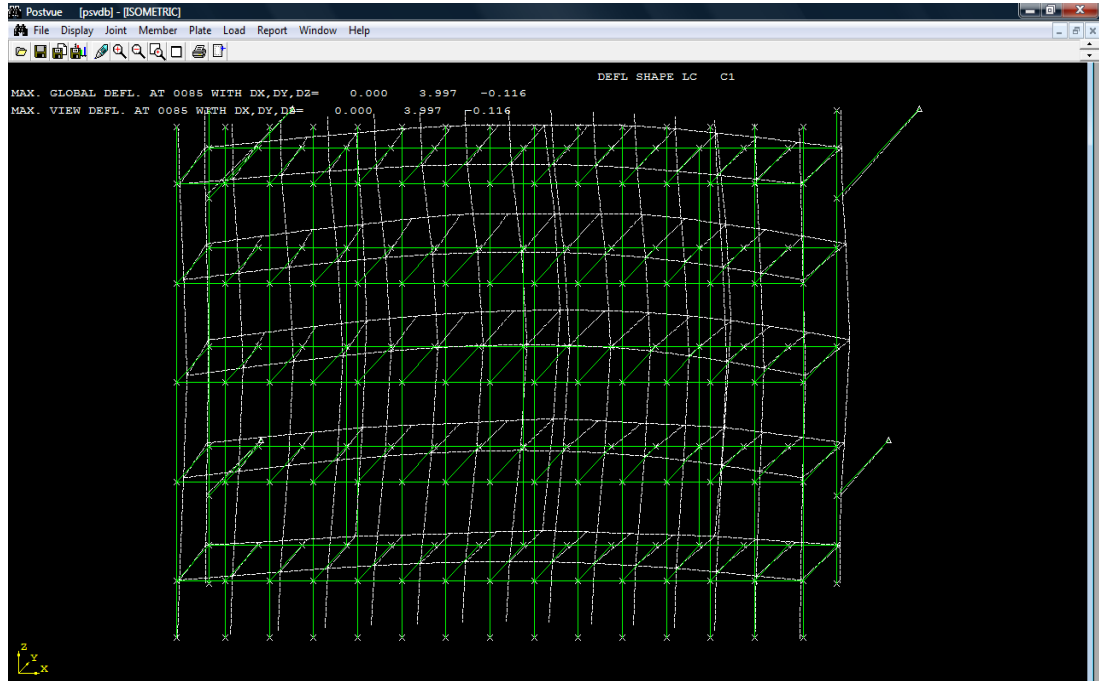 Postvue [psvdb] - [ISOMETRIC]
File Display Joint Member Plate Load Report Window Help
DEFL SHAPE LC C1
MAX. GLOBAL DEFL. AT 0085 WITH DX,DY,DZ= 0.000 3.997 -0.116
MAX. VIEW DEFL. AT 0085 WITH DX,DY,DZ= 0.000 3.997 -0.116
Z
Y
X